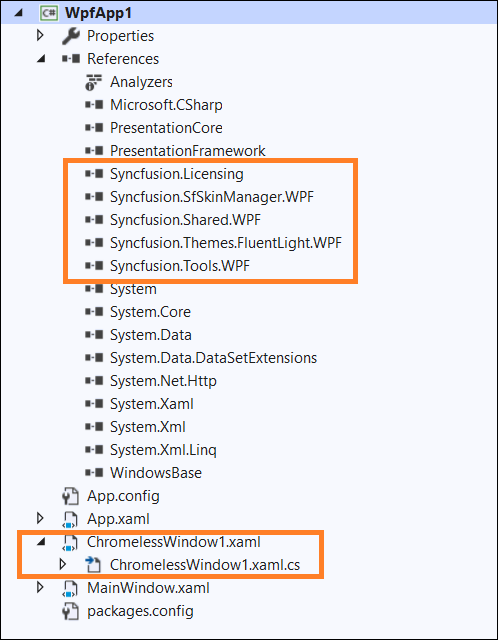 C# WpfApp1
Properties
References
Analyzers
Microsoft.CSharp
PresentationCore
PresentationFramework
Syncfusion.Licensing
Syncfusion.SfSkinManager.WPF
Syncfusion.Shared.WPF
Syncfusion.Themes.FluentLight.WPF
Syncfusion.Tools.WPF
System
System.Core
System.Data
System.Data.DataSetExtensions
System.Net.Http
System.Xaml
System.Xml
System.Xml.Linq
WindowsBase
App.config
App.xaml
ChromelessWindow1.xaml
ChromelessWindow1.xaml.cs
MainWindow.xaml
packages.config